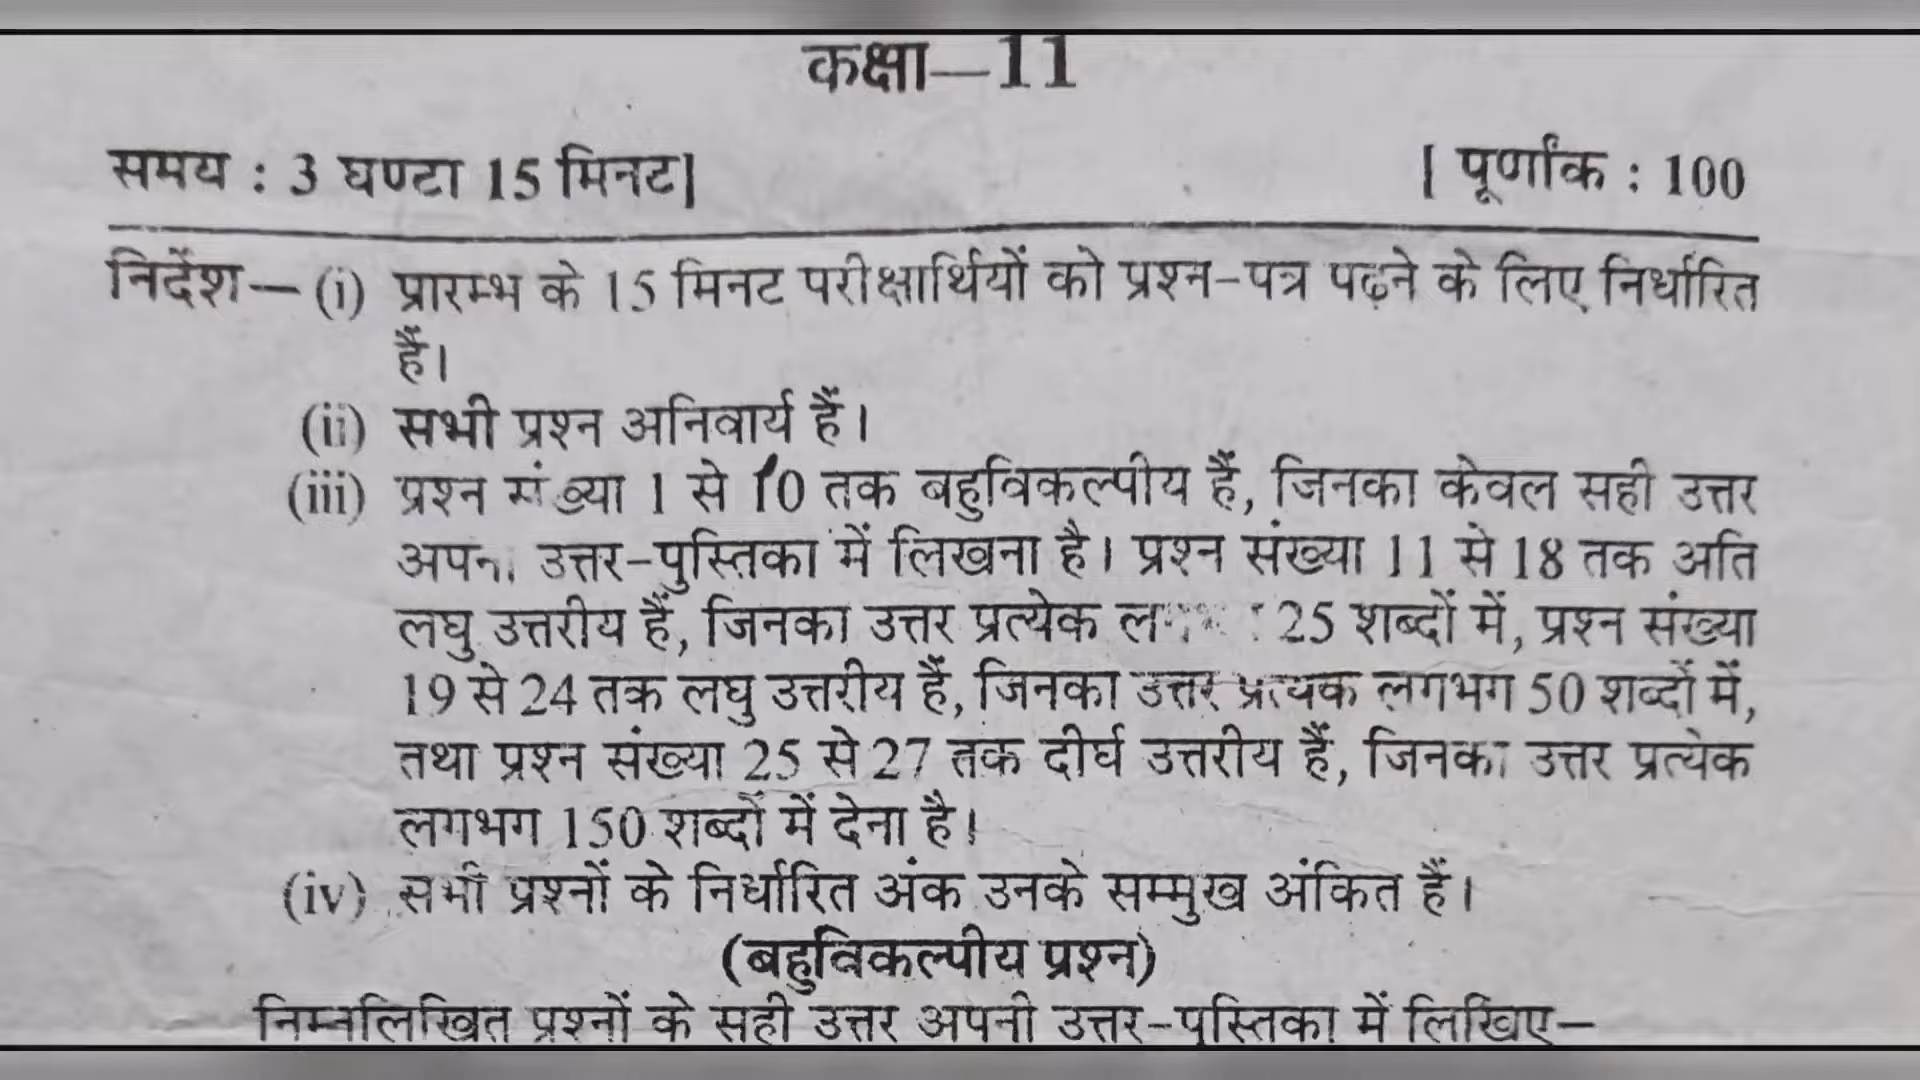 कक्षा—11
समय : 3 घण्टा 15 मिनट] [ पूर्णांक : 100
निर्देश— (i) प्रारम्भ के 15 मिनट परीक्षार्थियों को प्रश्न-पत्र पढ़ने के लिए निर्धारित
हैं।
(ii) सभी प्रश्न अनिवार्य हैं।
(iii) प्रश्न संख्या 1 से 10 तक बहुविकल्पीय हैं, जिनका केवल सही उत्तर
उत्तर-पुस्तिका में लिखना है। प्रश्न संख्या 11 से 18 तक अति
लघु उत्तरीय हैं, जिनका उत्तर प्रत्येक 25 शब्दों में, प्रश्न संख्या
19 से 24 तक लघु उत्तरीय हैं, जिनका उत्तर प्रत्येक लगभग 50 शब्दों में,
तथा प्रश्न संख्या 25 से 27 तक दीर्घ उत्तरीय हैं, जिनका उत्तर प्रत्येक
लगभग 150 शब्दों में देना है।
(iv) सभी प्रश्नों के निर्धारित अंक उनके सम्मुख अंकित हैं।
(बहुविकल्पीय प्रश्न)
निम्नलिखित प्रश्नों के सही उत्तर अपनी उत्तर-पुस्तिका में लिखिए—